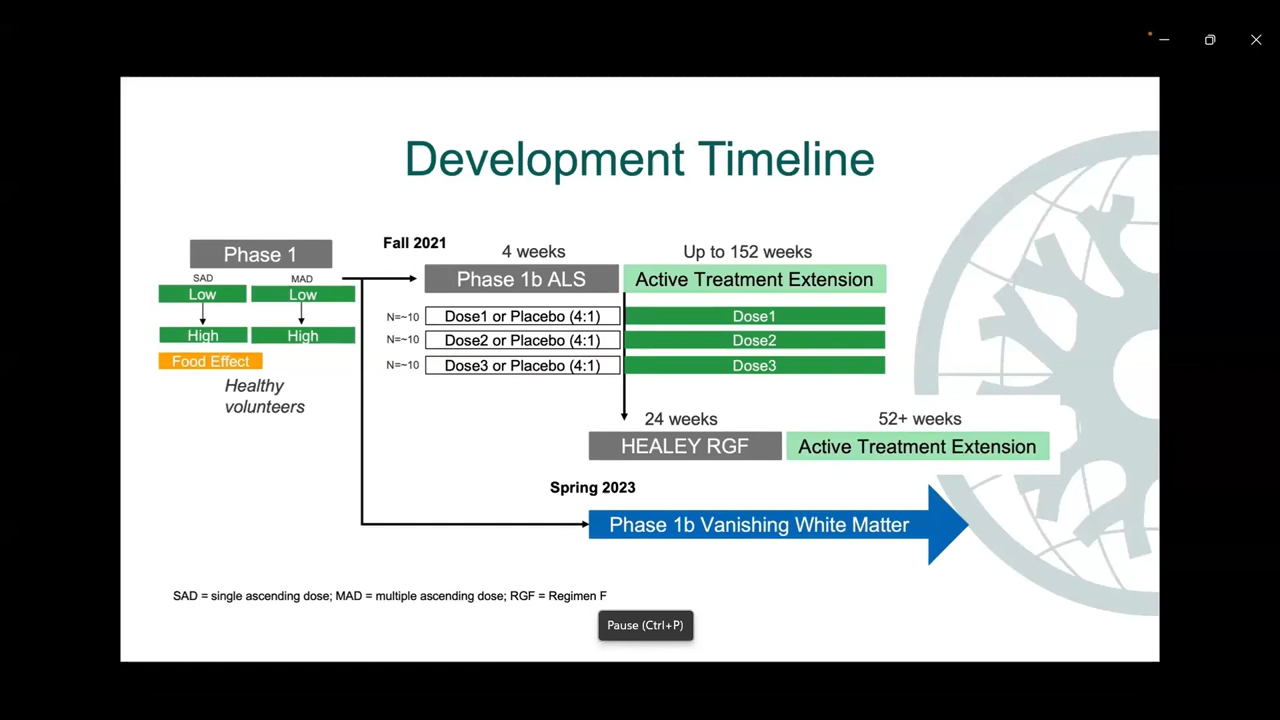 Development Timeline
Phase 1
SAD
MAD
Low
Low
High
High
Food Effect
Healthy
volunteers
Fall 2021
4 weeks
Up to 152 weeks
Phase 1b ALS
Active Treatment Extension
N=~10
Dose1 or Placebo (4:1)
Dose1
N=~10
Dose2 or Placebo (4:1)
Dose2
N=~10
Dose3 or Placebo (4:1)
Dose3
24 weeks
52+ weeks
HEALEY RGF
Active Treatment Extension
Spring 2023
Phase 1b Vanishing White Matter
SAD = single ascending dose; MAD = multiple ascending dose; RGF = Regimen F
Pause (Ctrl+P)